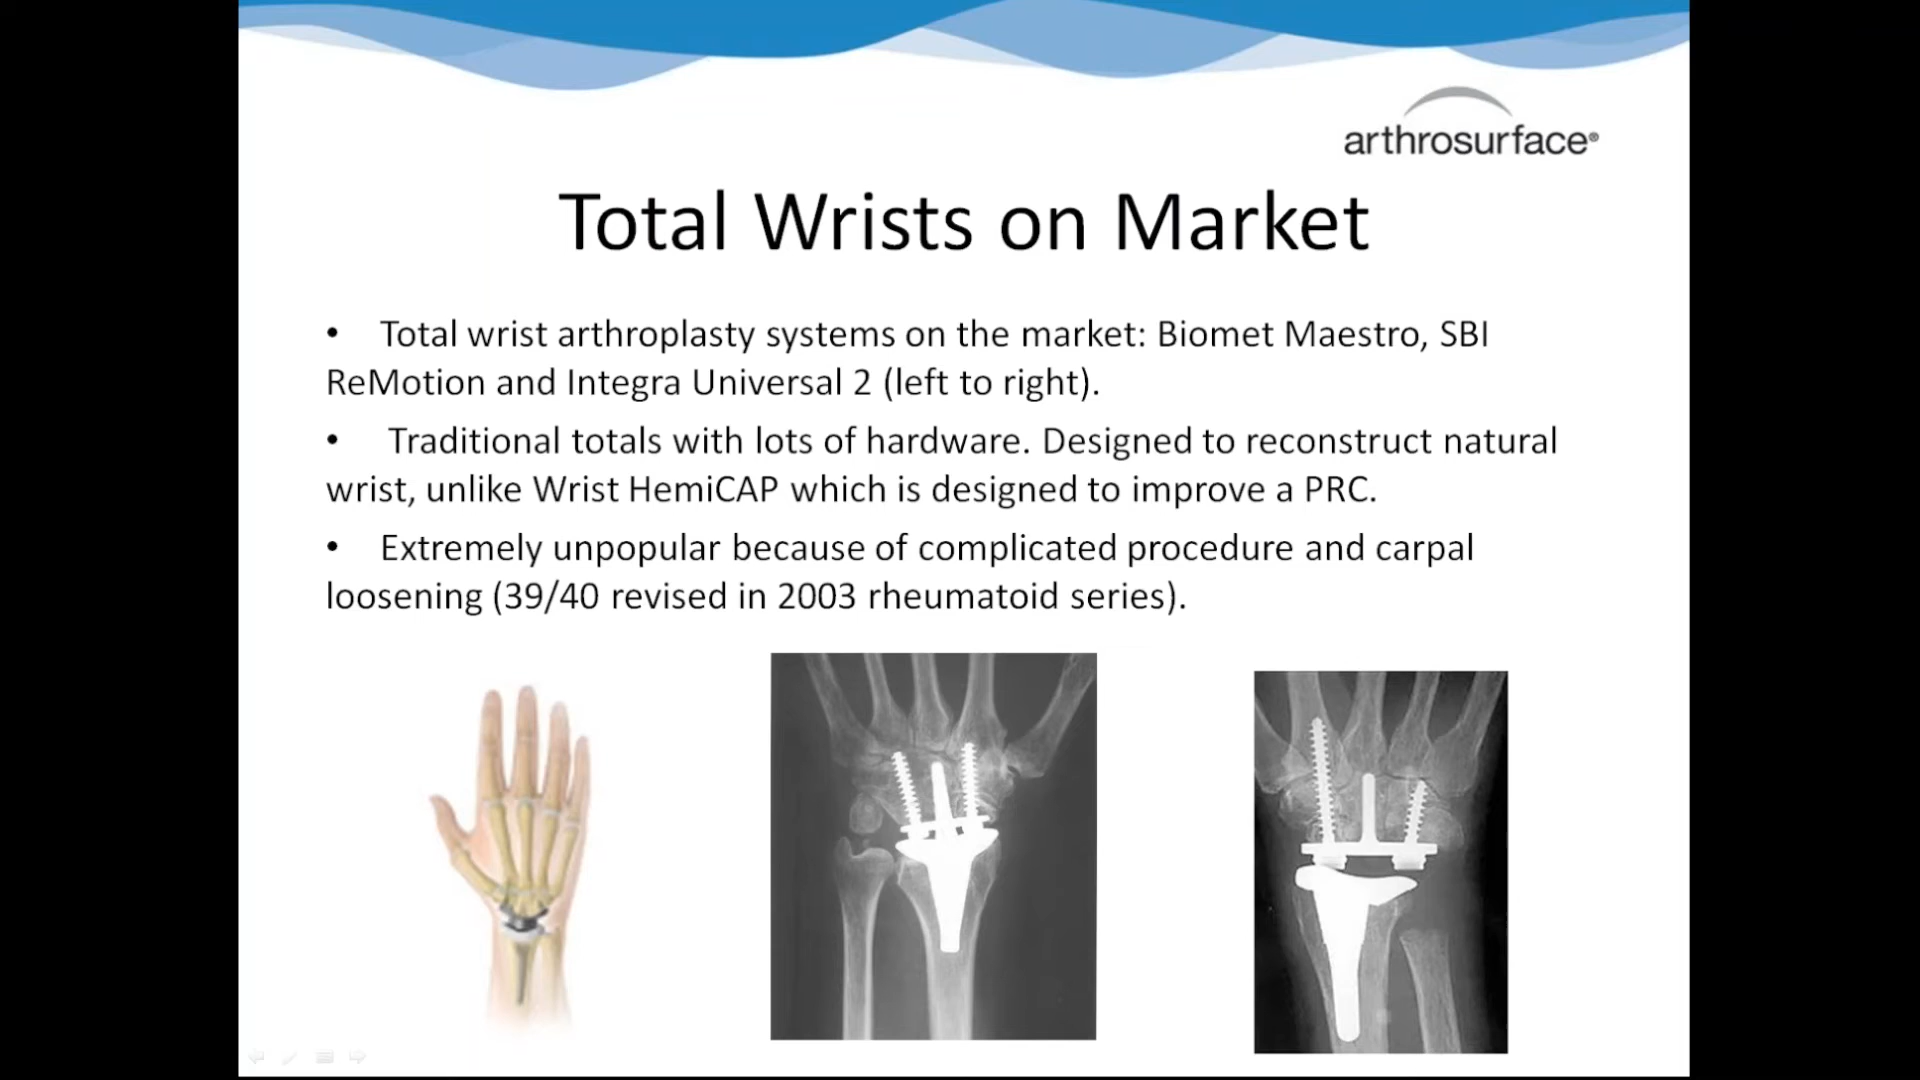 arthrosurface®
Total Wrists on Market
• Total wrist arthroplasty systems on the market: Biomet Maestro, SBI
ReMotion and Integra Universal 2 (left to right).
• Traditional totals with lots of hardware. Designed to reconstruct natural
wrist, unlike Wrist HemiCAP which is designed to improve a PRC.
• Extremely unpopular because of complicated procedure and carpal
loosening (39/40 revised in 2003 rheumatoid series).